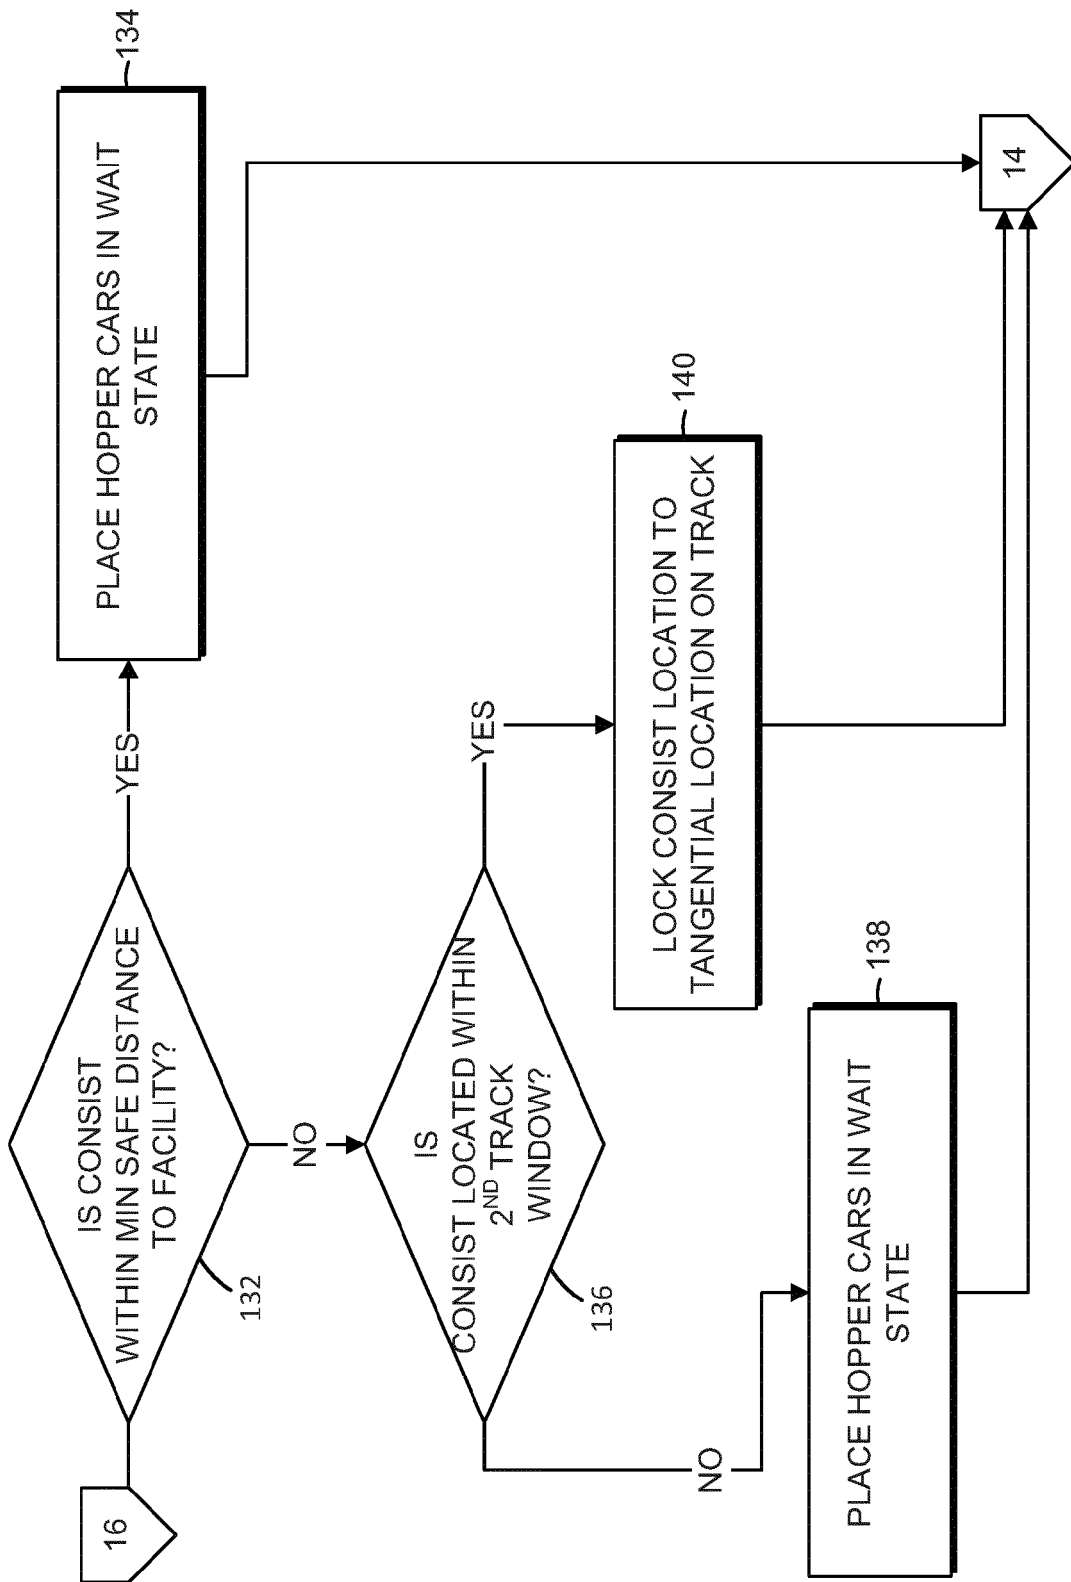 16
IS CONSIST
WITHIN MIN SAFE DISTANCE
TO FACILITY?
132
YES
PLACE HOPPER CARS IN WAIT
STATE
134
NO
IS
CONSIST LOCATED WITHIN
2ND TRACK
WINDOW?
136
YES
LOCK CONSIST LOCATION TO
TANGENTIAL LOCATION ON TRACK
140
NO
PLACE HOPPER CARS IN WAIT
STATE
138
14